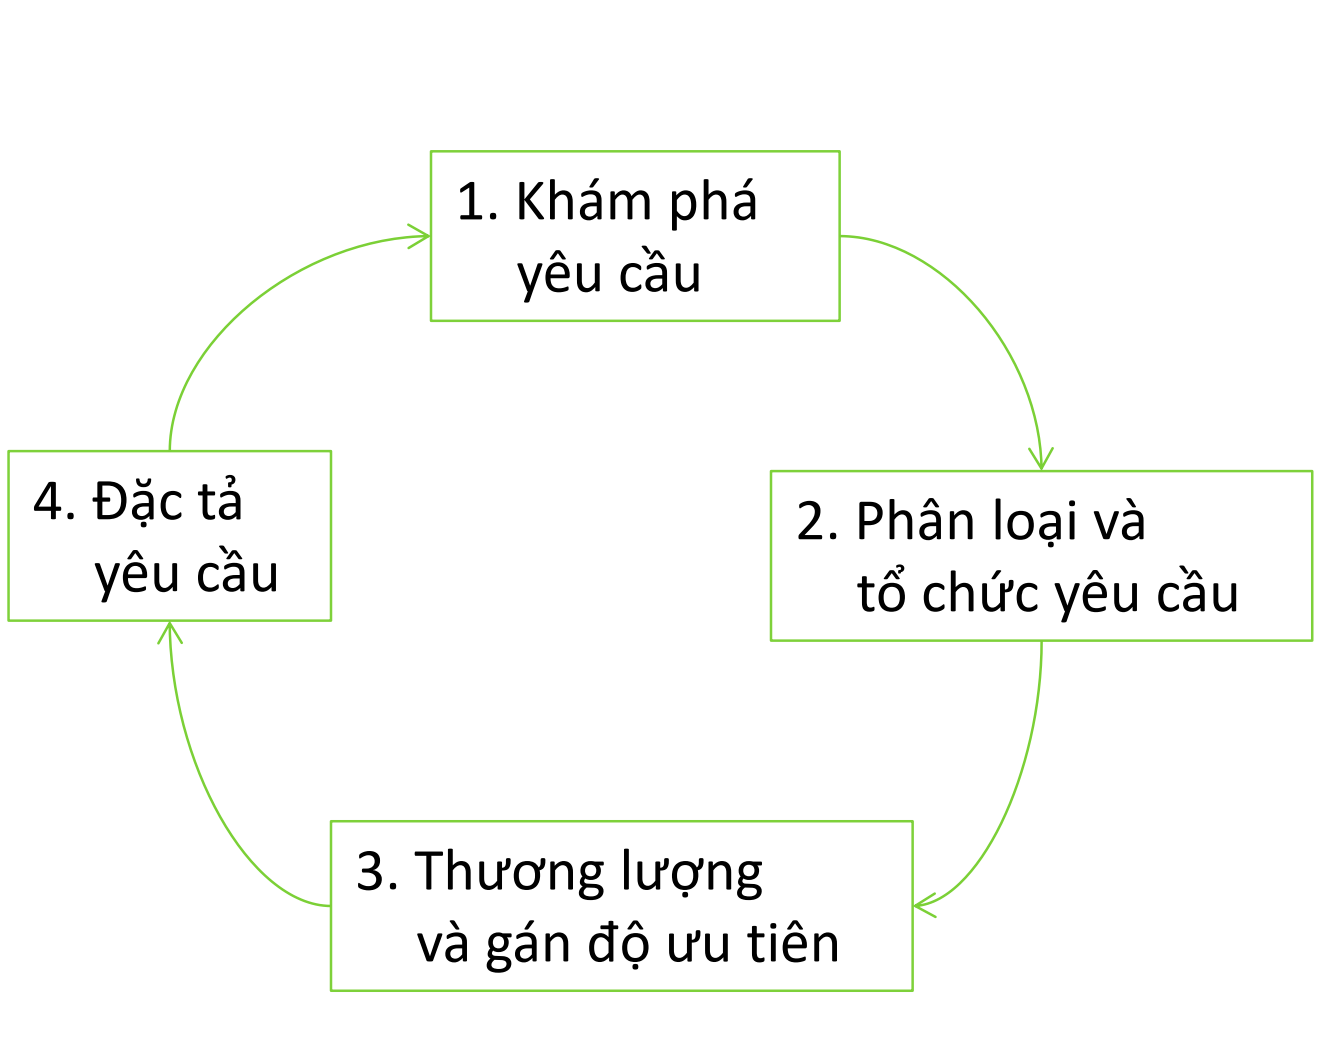 1. Khám phá
yêu cầu
2. Phân loại và
tổ chức yêu cầu
3. Thương lượng
và gán độ ưu tiên
4. Đặc tả
yêu cầu